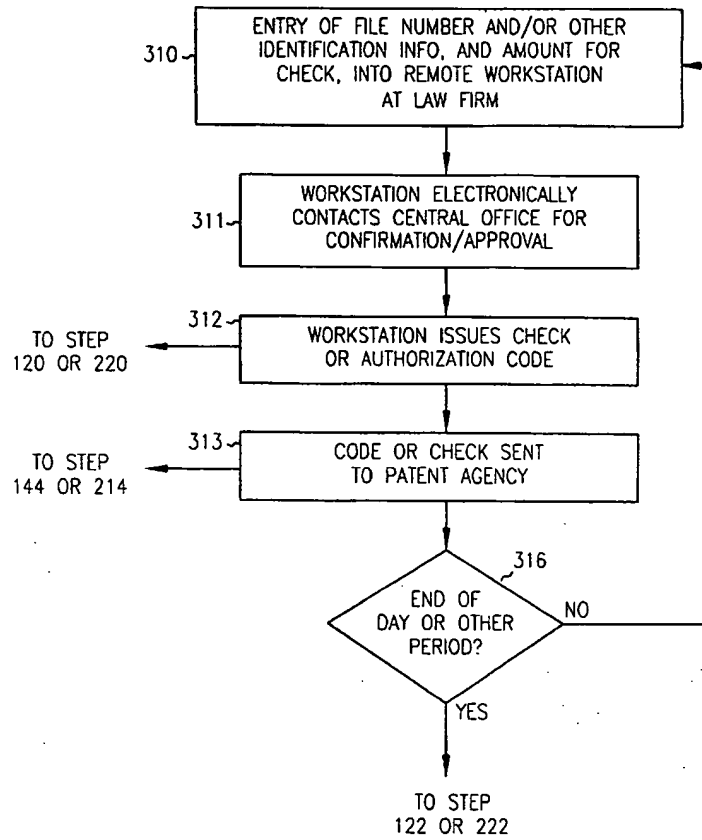 ENTRY OF FILE NUMBER AND/OR OTHER
310
IDENTIFICATION INFO, AND AMOUNT FOR
CHECK, INTO REMOTE WORKSTATION
AT LAW FIRM
311
WORKSTATION ELECTRONICALLY
CONTACTS CENTRAL OFFICE FOR
CONFIRMATION/APPROVAL
312
TO STEP
120 OR 220
WORKSTATION ISSUES CHECK
OR AUTHORIZATION CODE
313
TO STEP
144 OR 214
CODE OR CHECK SENT
TO PATENT AGENCY
316
END OF
DAY OR OTHER
PERIOD?
NO
YES
TO STEP
122 OR 222